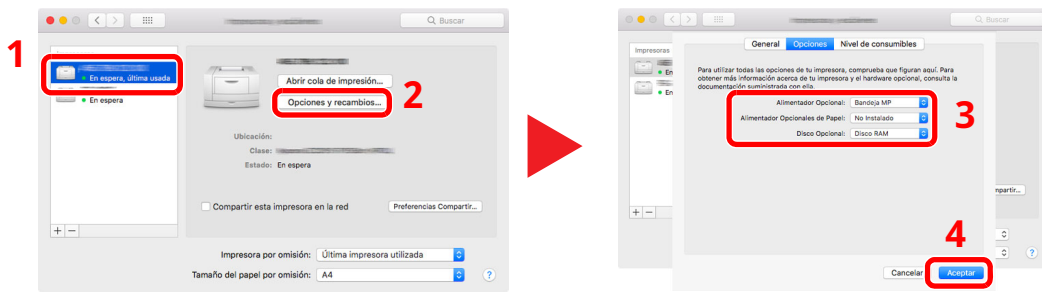 Buscar
1
Impresoras
En espera, última usada
En espera
Abrir cola de impresión...
Opciones y recambios...
2
Ubicación:
Clase:
Estado: En espera
Compartir esta impresora en la red
Preferencias Compartir...
+ −
Impresora por omisión: Última impresora utilizada
Tamaño del papel por omisión: A4
?
Buscar
General Opciones Nivel de consumibles
Impresoras
En
En
Para utilizar todas las opciones de tu impresora, comprueba que figuran aquí. Para
obtener más información acerca de tu impresora y el hardware opcional, consulta la
documentación suministrada con ella.
Alimentador Opcional: Bandeja MP
Alimentador Opcionales de Papel: No Instalado
Disco Opcional: Disco RAM
3
mpartir...
+ −
4
?
Cancelar Aceptar